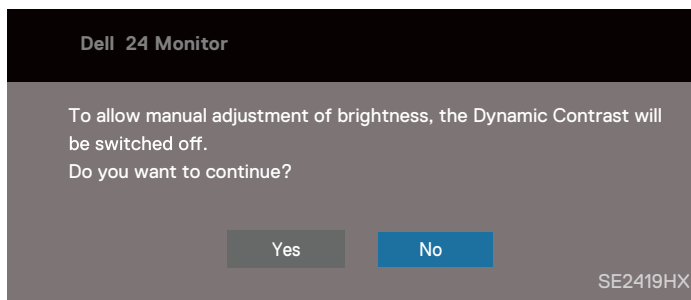 Dell 24 Monitor
To allow manual adjustment of brightness, the Dynamic Contrast will
be switched off.
Do you want to continue?
Yes No
SE2419HX